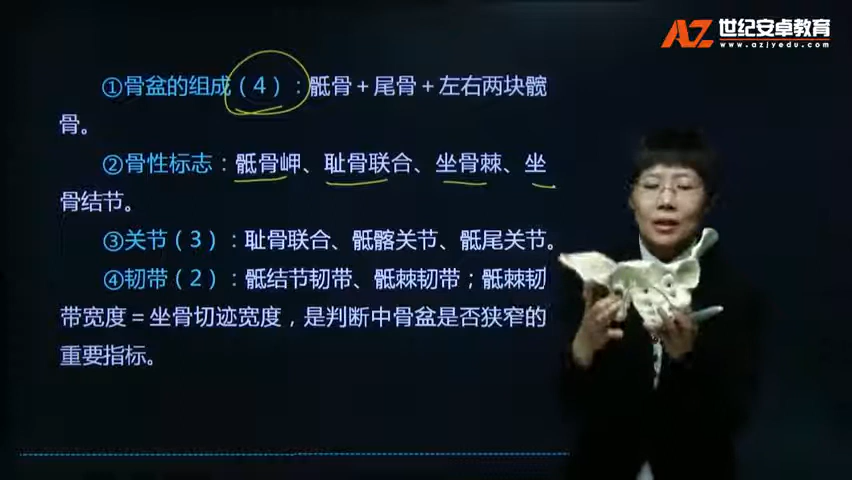 世纪安卓教育
www.azjyedu.com
①骨盆的组成（4）：骶骨＋尾骨＋左右两块髋
骨。
②骨性标志：骶骨岬、耻骨联合、坐骨棘、坐
骨结节。
③关节（3）：耻骨联合、骶髂关节、骶尾关节。
④韧带（2）：骶结节韧带、骶棘韧带；骶棘韧
带宽度＝坐骨切迹宽度，是判断中骨盆是否狭窄的
重要指标。